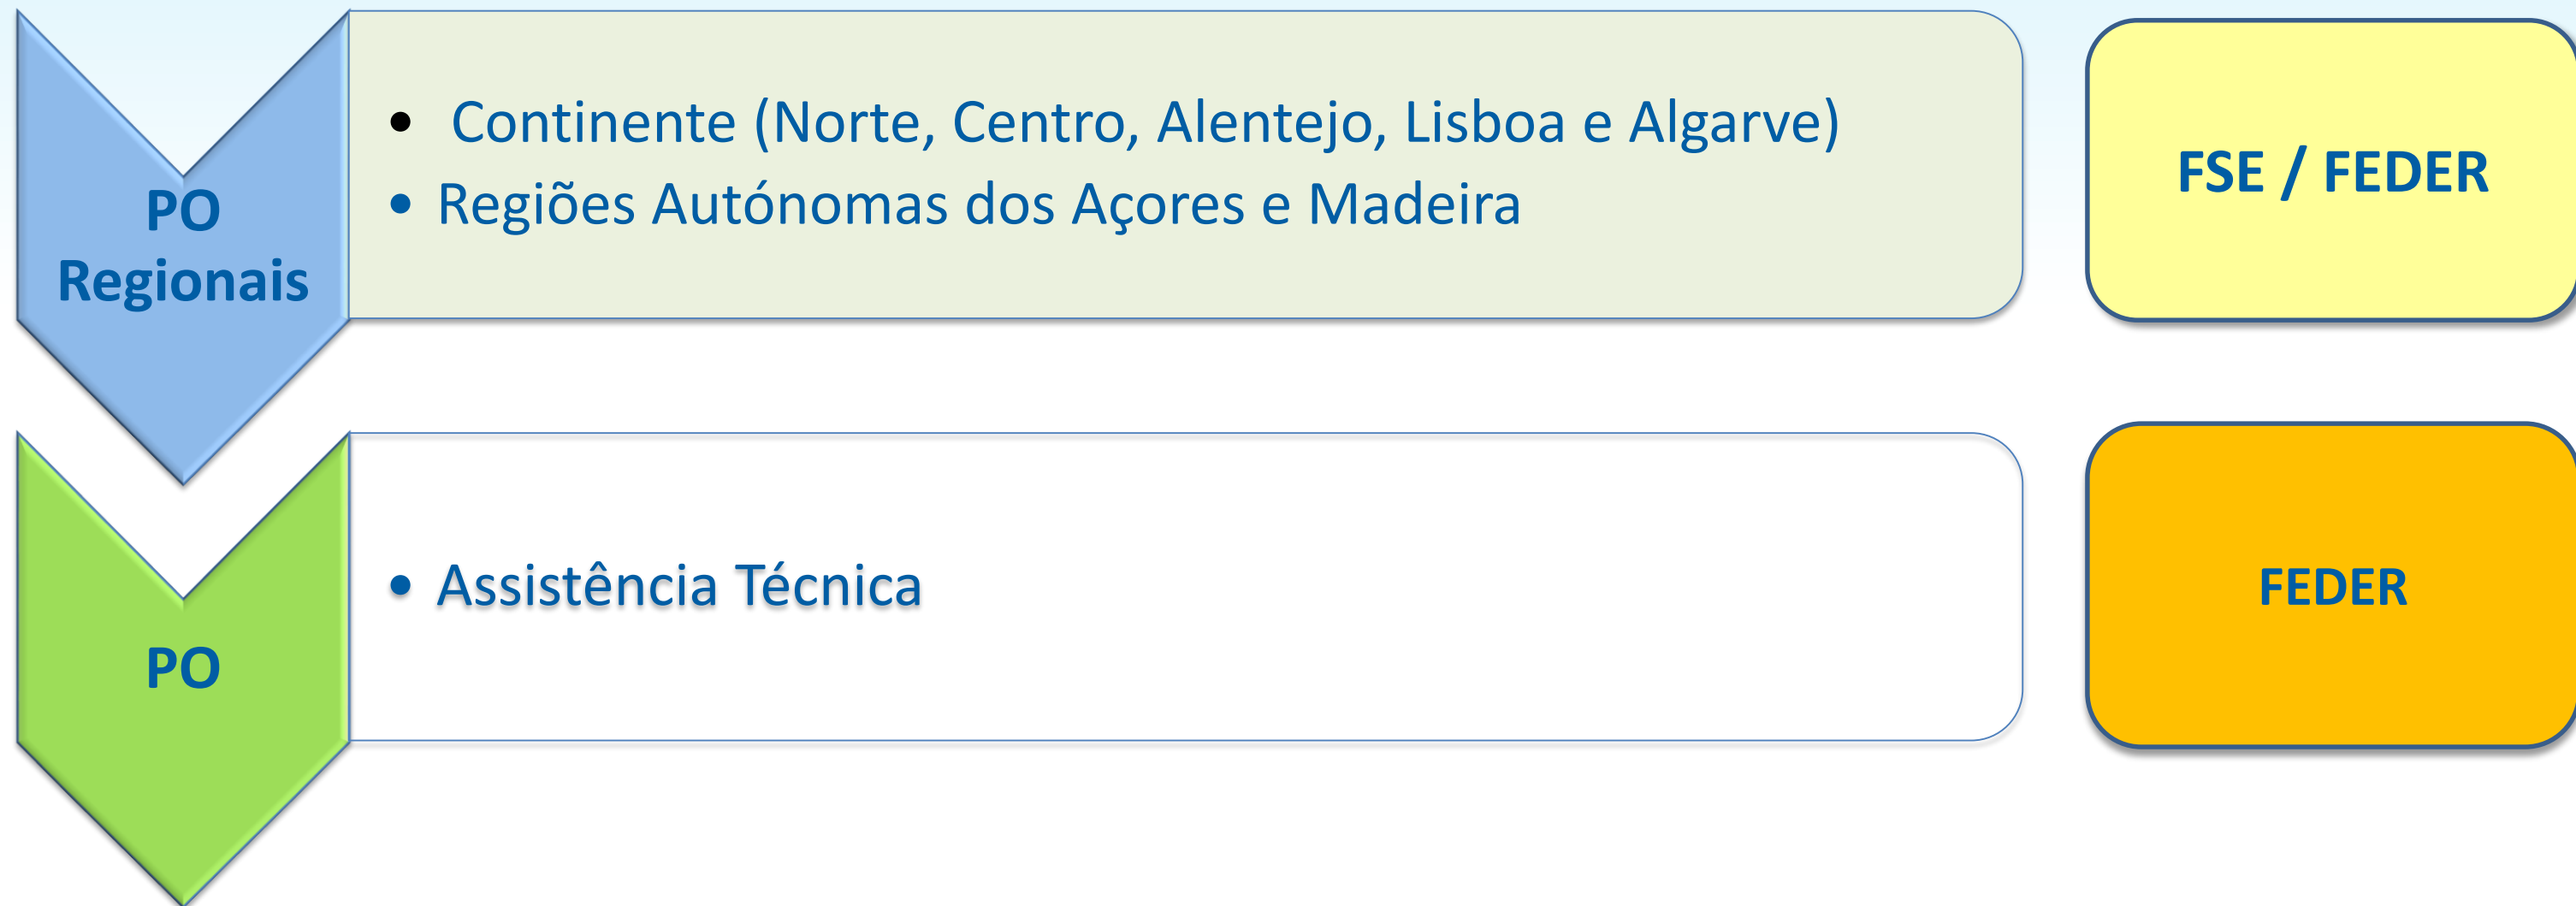 PO
Regionais
• Continente (Norte, Centro, Alentejo, Lisboa e Algarve)
• Regiões Autónomas dos Açores e Madeira
FSE / FEDER
PO
• Assistência Técnica
FEDER